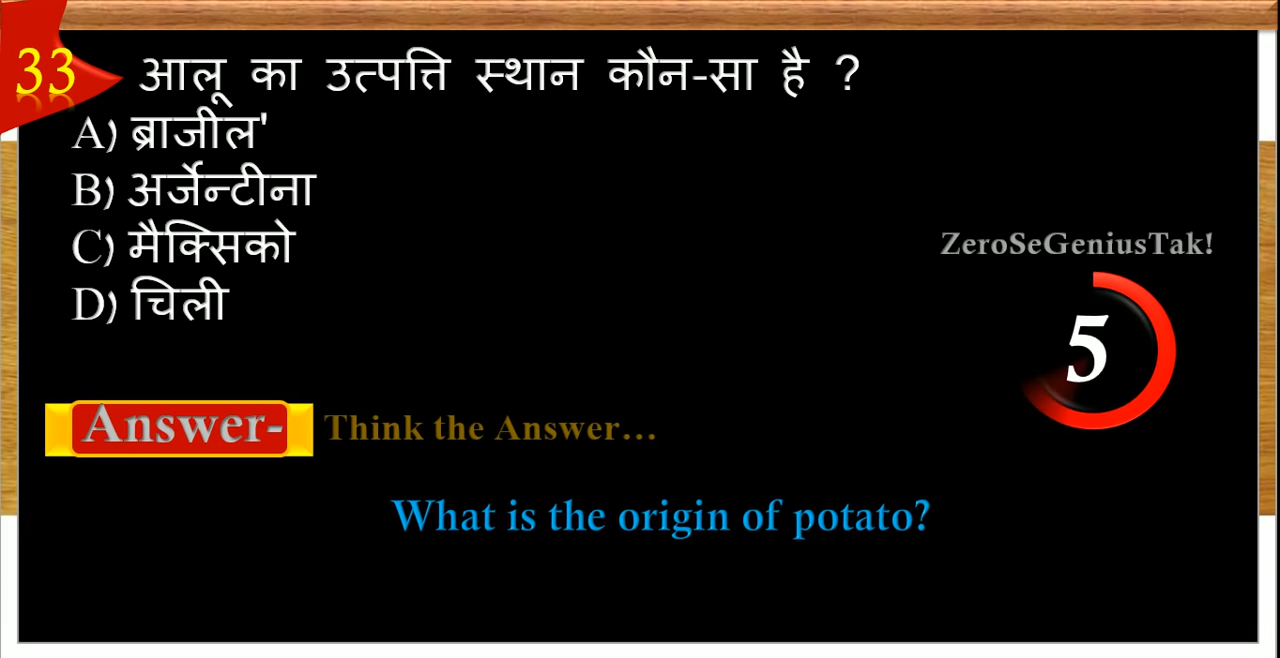 33 आलू का उत्पत्ति स्थान कौन-सा है ?
A) ब्राजील'
B) अर्जेन्टीना
C) मैक्सिको
D) चिली
ZeroSeGeniusTak!
5
Answer- Think the Answer...
What is the origin of potato?